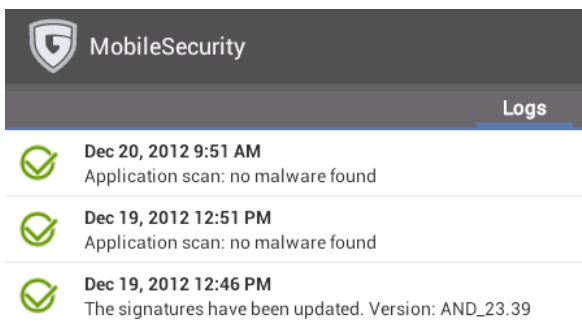 MobileSecurity
Logs
Dec 20, 2012 9:51 AM
Application scan: no malware found
Dec 19, 2012 12:51 PM
Application scan: no malware found
Dec 19, 2012 12:46 PM
The signatures have been updated. Version: AND_23.39